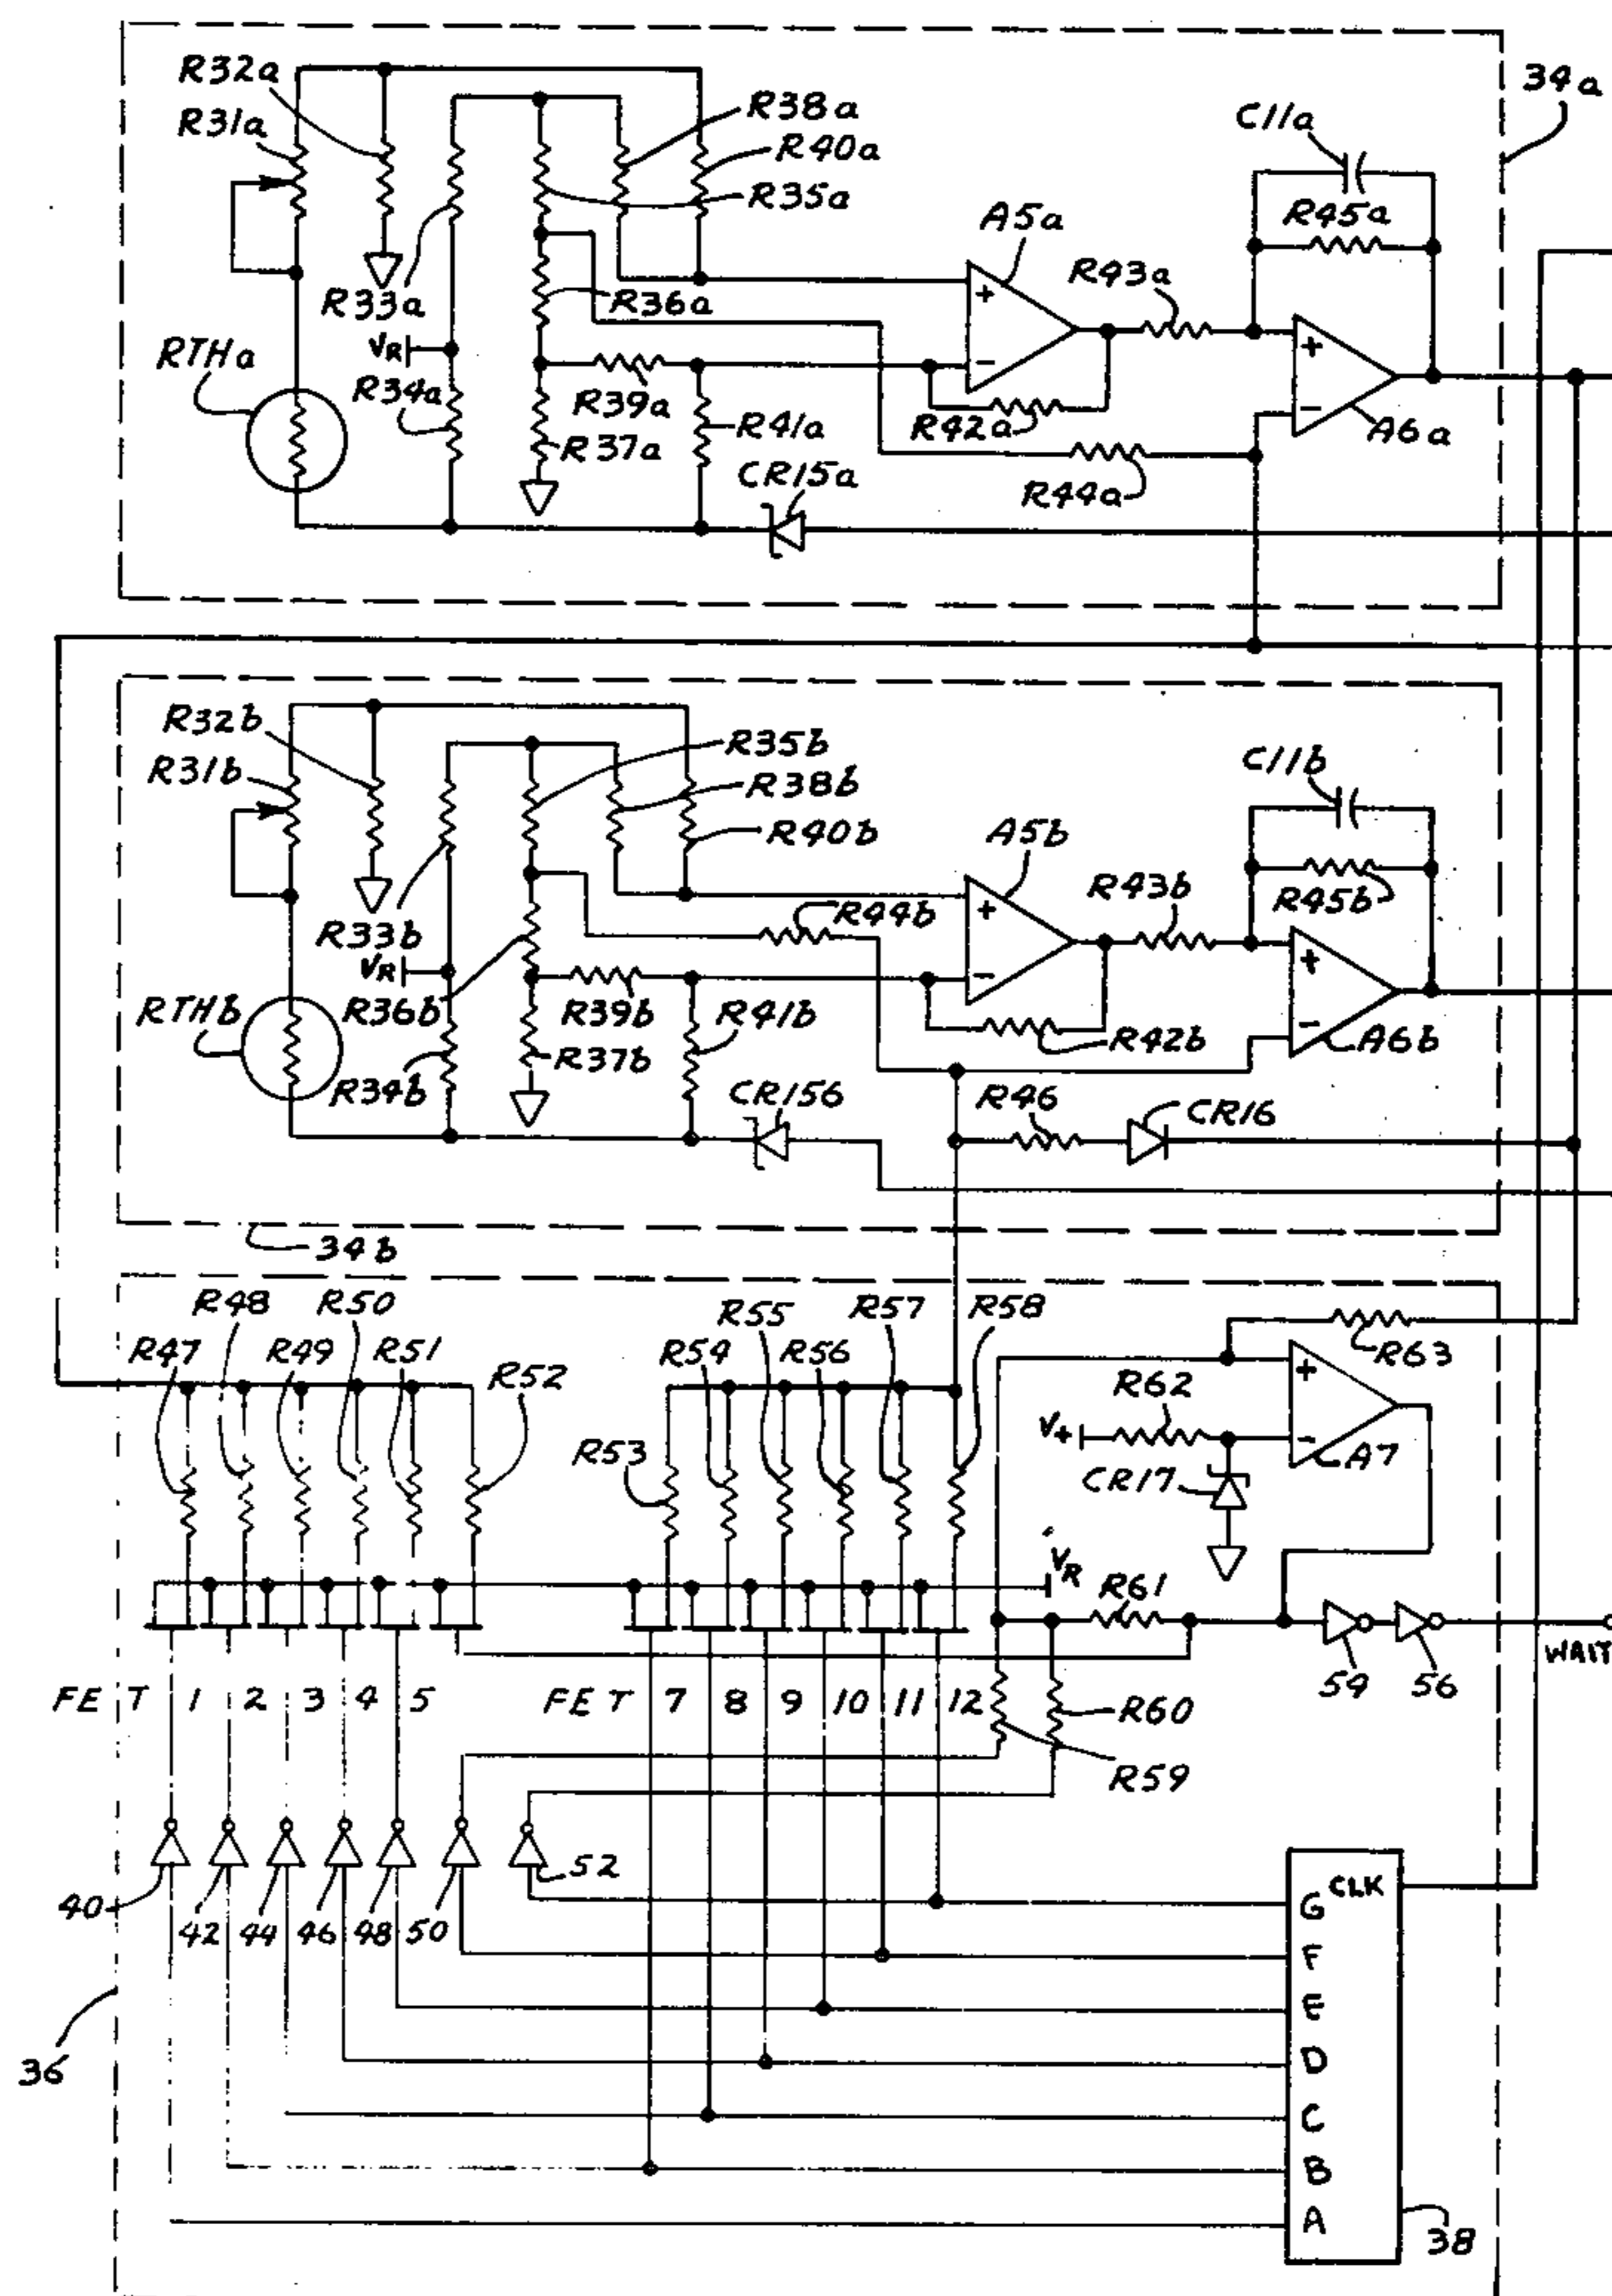 R32a
R31a
R38a
R40a
R35a
C11a
34a
R45a
A5a
R43a
R33a
R36a
VR
RTHa
R34a
R39a
R42a
R41a
R37a
A6a
CR15a
R44a
R32b
R35b
R31b
R38b
C11b
R40b
A5b
R43b
R45b
R44b
R33b
VR
RTHb
R36b
R39b
R41b
R42b
A6b
R37b
R34b
CR156
R46
CR16
34b
R48
R50
R55
R57
R58
R47
R49
R51
R54
R56
R63
R52
R62
R53
V+
A7
CR17
VR
R61
WAIT
59
56
FET 1 2 3 4 5
FET 7 8 9 10 11 12
R60
R59
52
CLK
40
42
44
46
48
50
G
F
E
D
C
B
A
36
38
+
-
+
-
+
-
+
-
+
-